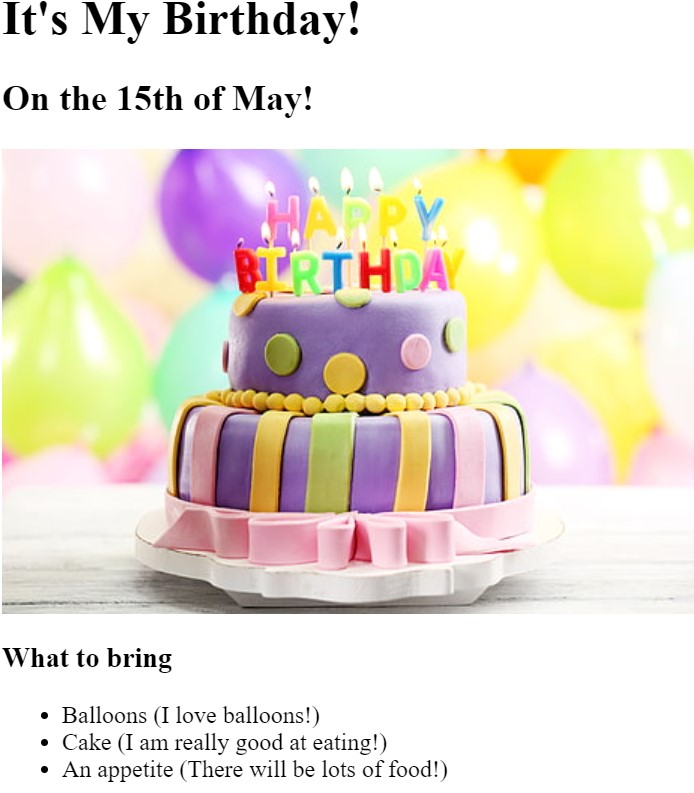 It's My Birthday!
On the 15th of May!
HAPPY
BIRTHDAY
What to bring
Balloons (I love balloons!)
Cake (I am really good at eating!)
An appetite (There will be lots of food!)